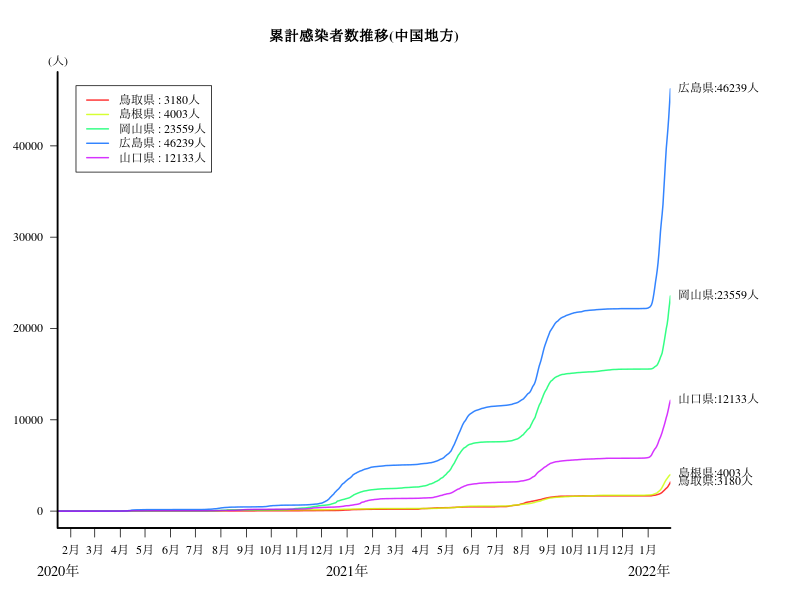 累計感染者数推移(中国地方)
(人)
鳥取県 : 3180人
島根県 : 4003人
岡山県 : 23559人
広島県 : 46239人
山口県 : 12133人
広島県:46239人
岡山県:23559人
山口県:12133人
島根県:4003人
鳥取県:3180人
40000
30000
20000
10000
0
2月 3月 4月 5月 6月 7月 8月 9月 10月 11月 12月 1月 2月 3月 4月 5月 6月 7月 8月 9月 10月 11月 12月 1月
2020年 2021年 2022年